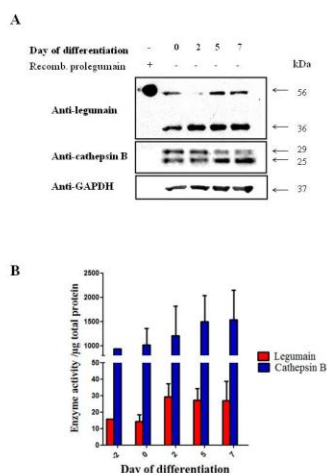 A
Day of differentiation - 0 2 5 7
Recomb. prolegumain + kDa
56
Anti-legumain
36
29
Anti-cathepsin B
25
Anti-GAPDH 37
B
Enzyme activity /µg total protein
2500
2000
1500
1000
50
40
30
20
10
0
Legumain
Cathepsin B
-2 0 2 5 7
Day of differentiation